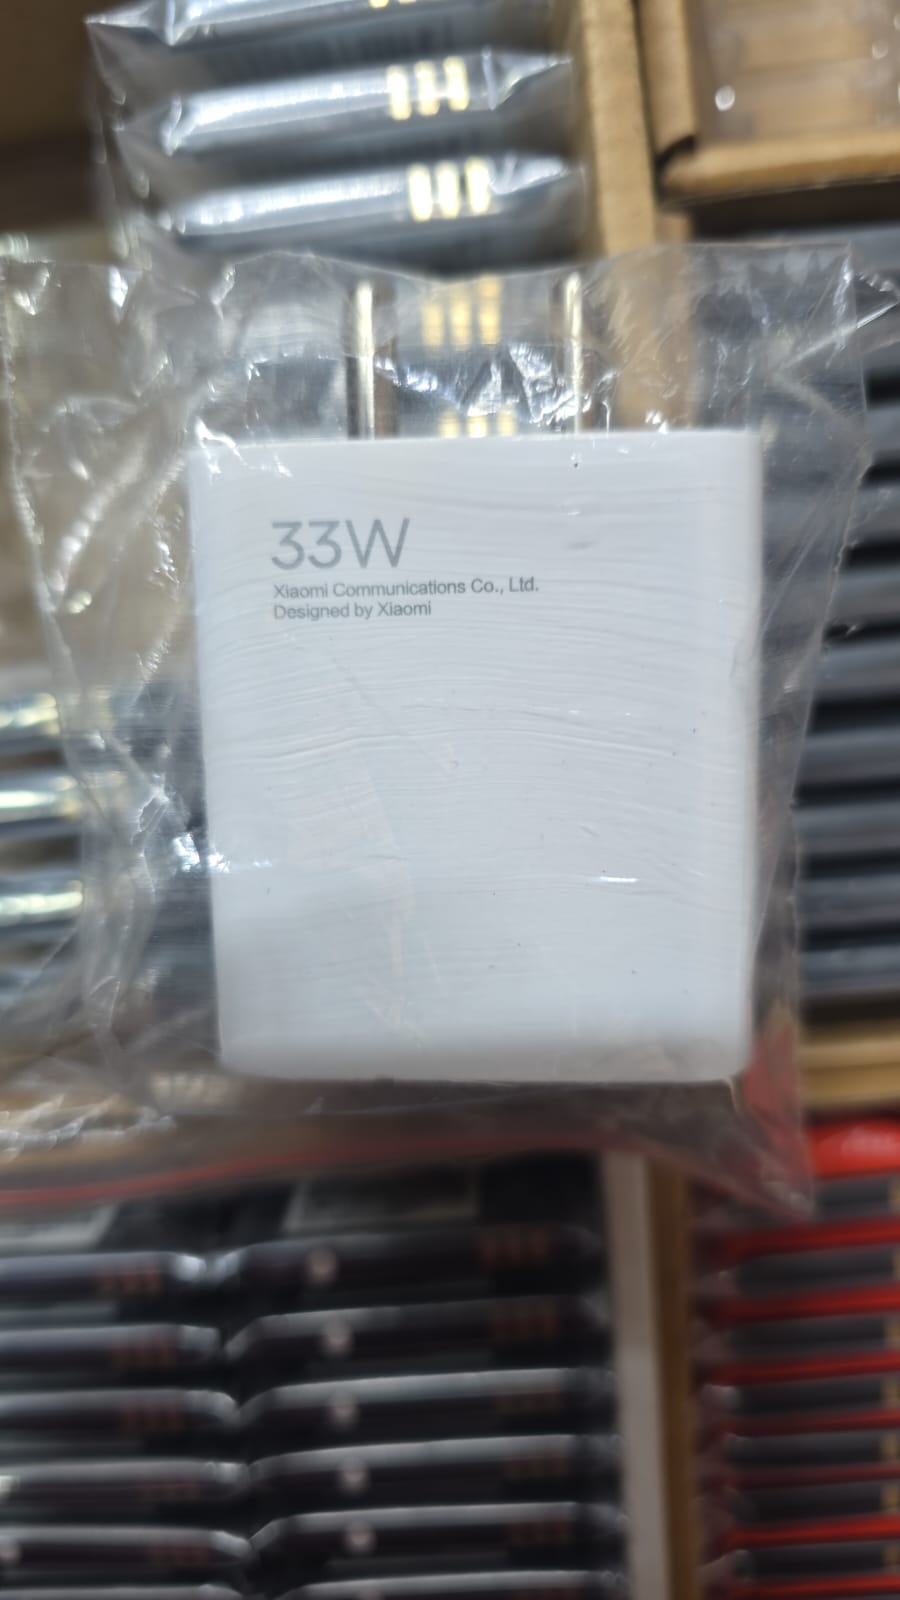 33W
Xiaomi Communications Co., Ltd.
Designed by Xiaomi